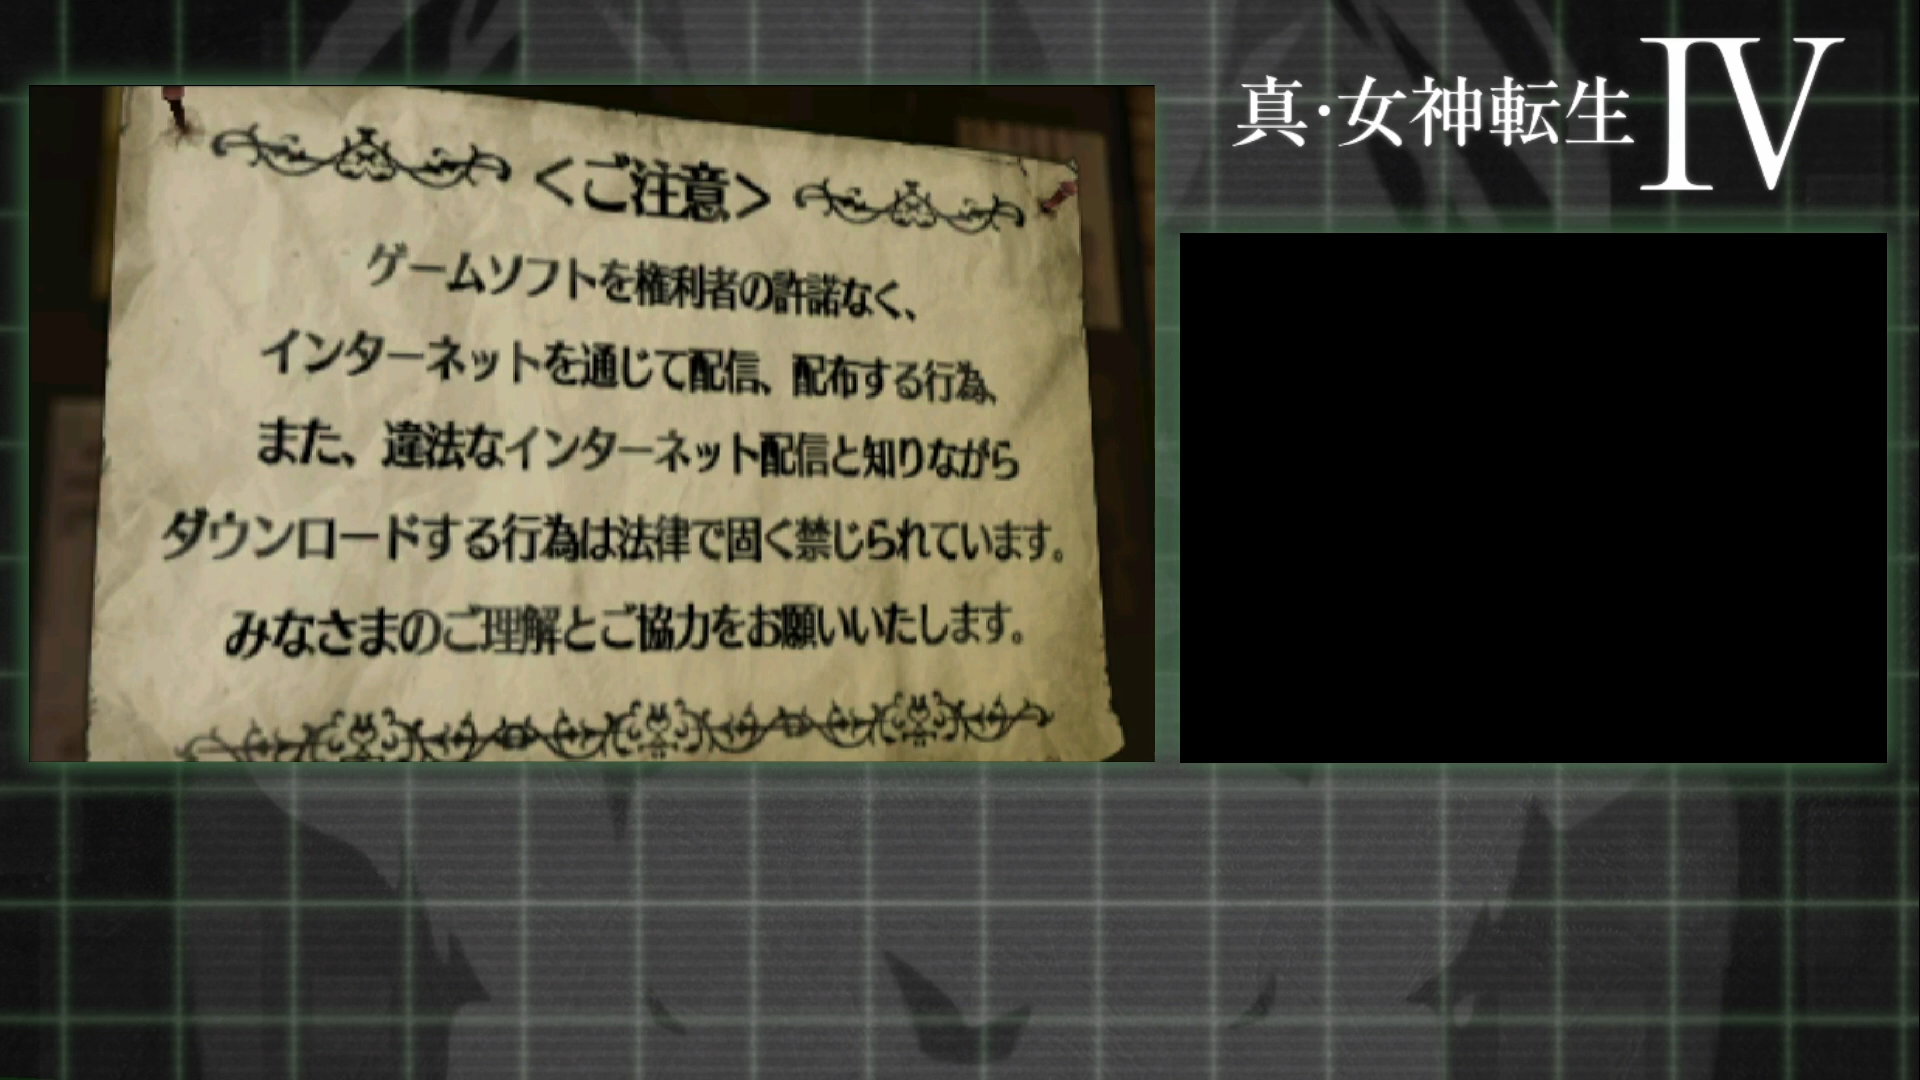 真・女神転生IV
＜ご注意＞
ゲームソフトを権利者の許諾なく、
インターネットを通じて配信、配布する行為、
また、違法なインターネット配信と知りながら
ダウンロードする行為は法律で固く禁じられています。
みなさまのご理解とご協力をお願いいたします。